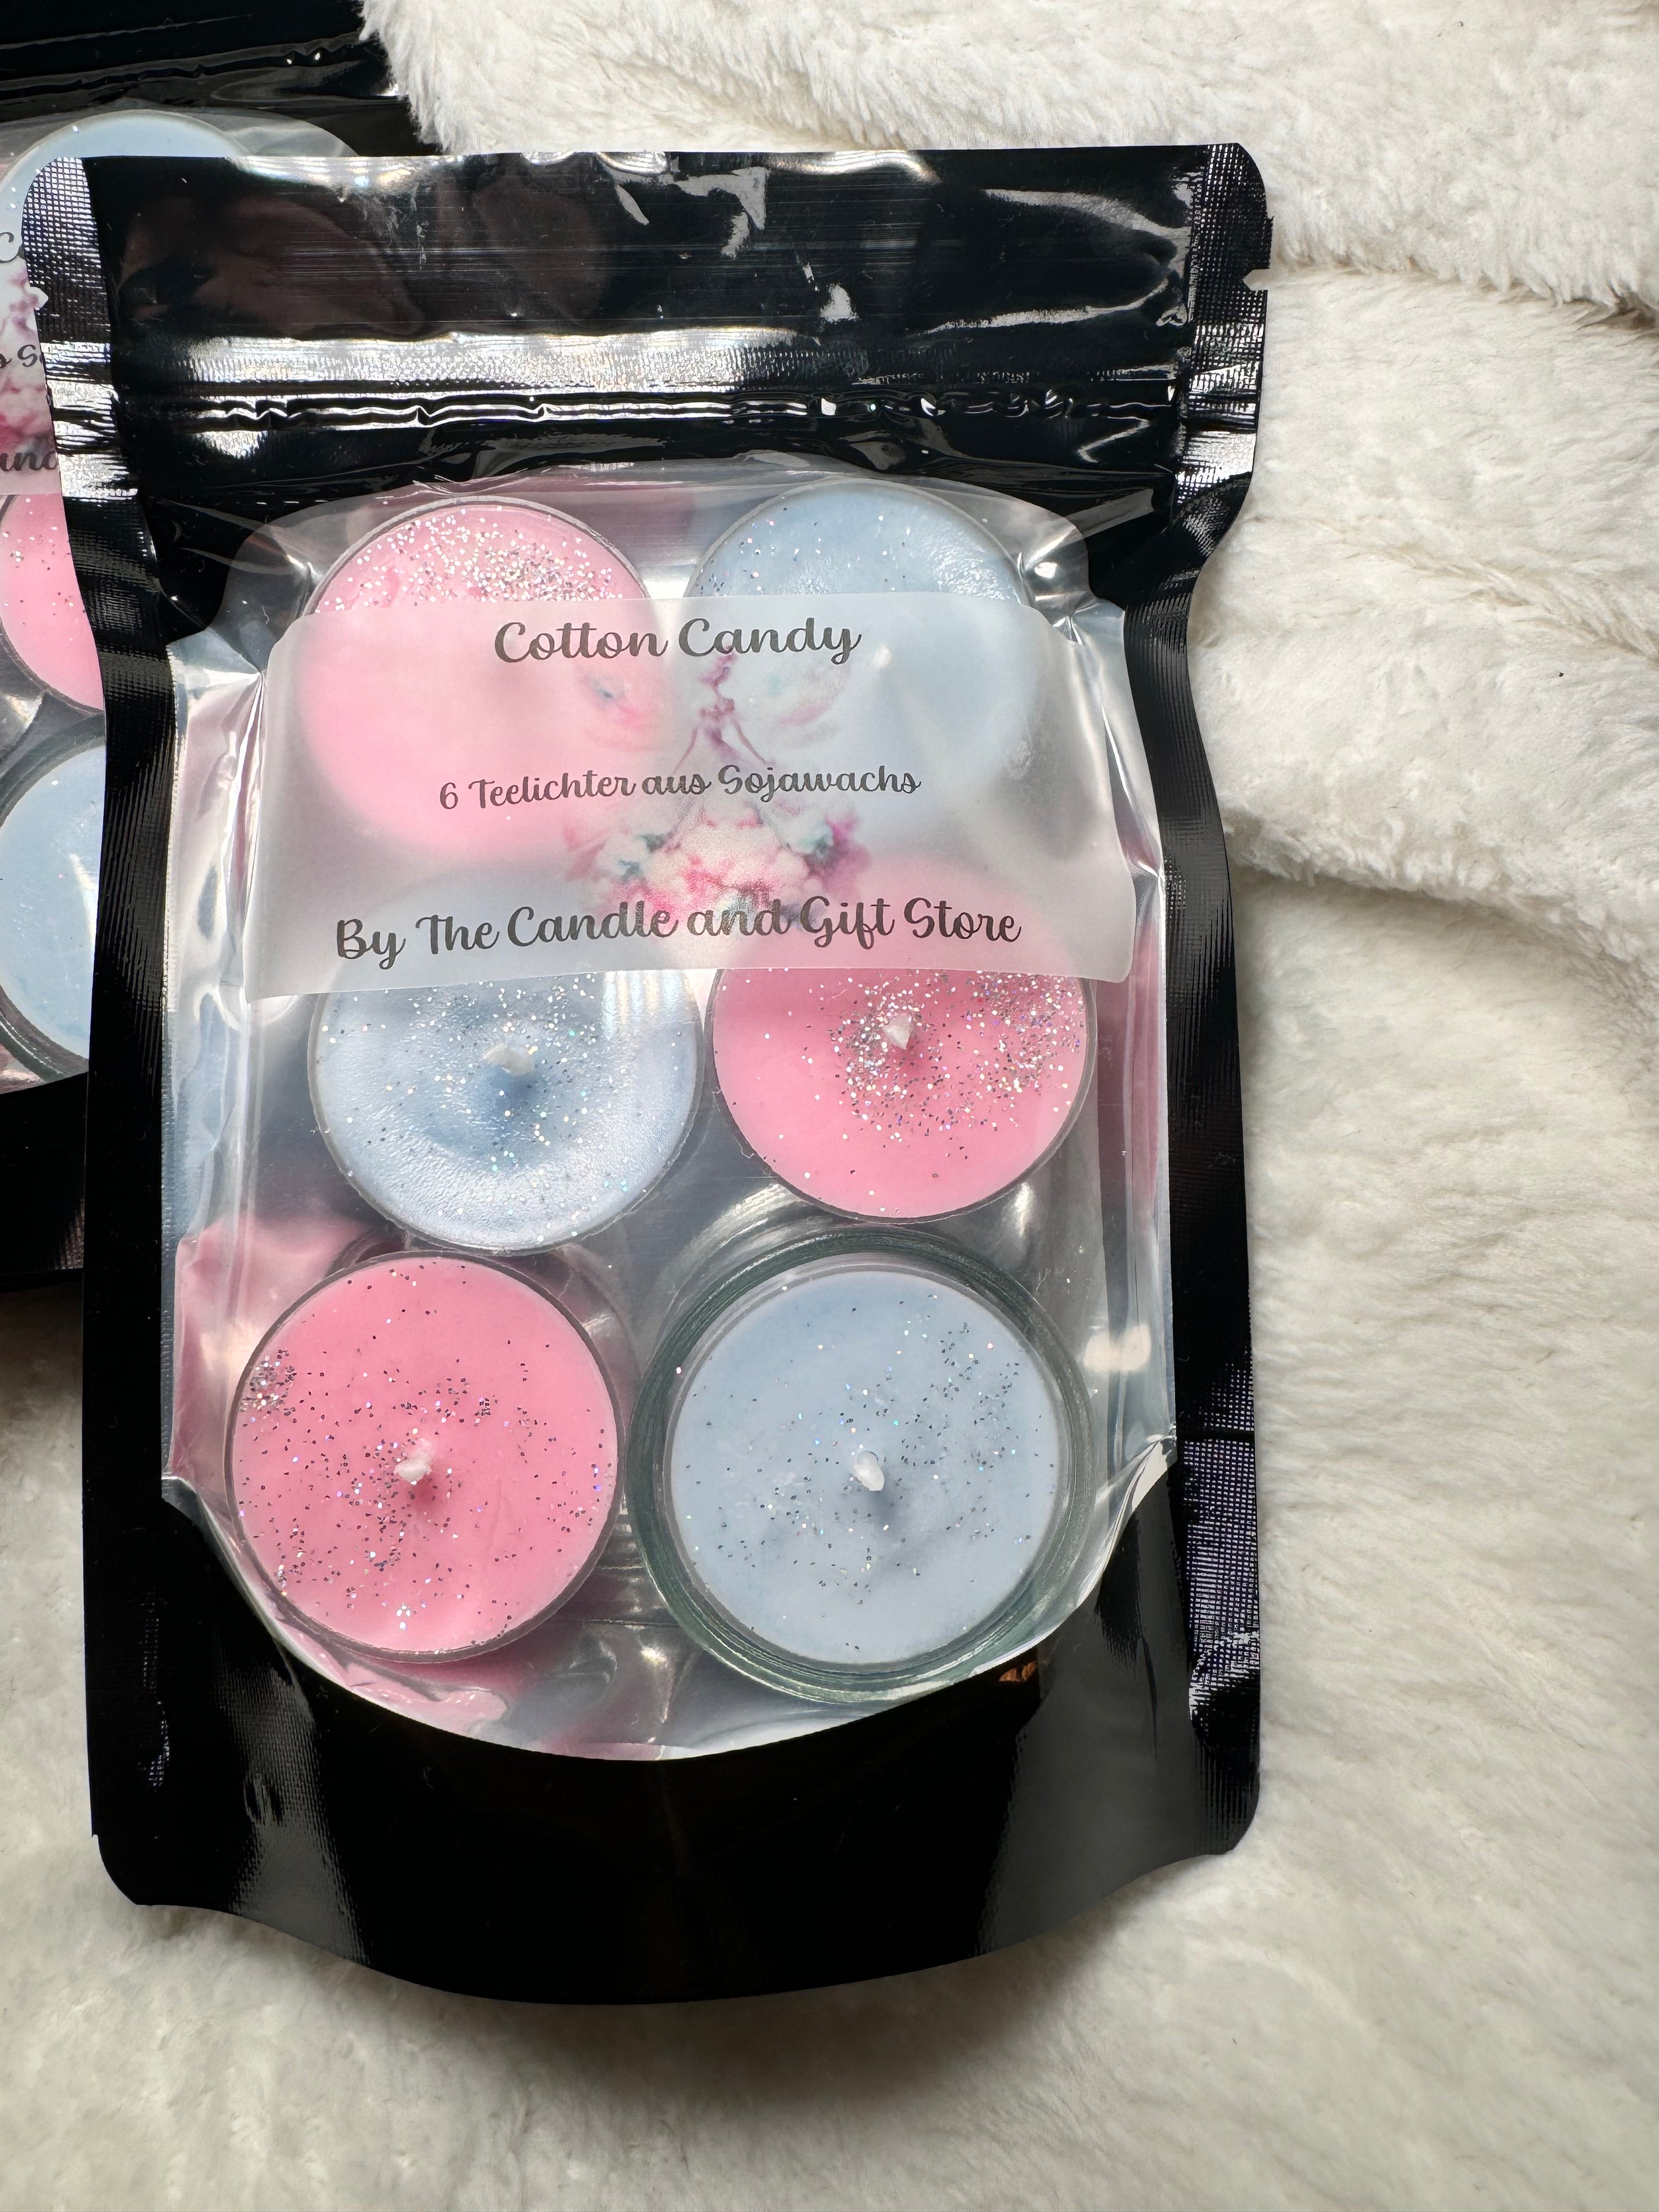 Cotton Candy
6 Teelichter aus Sojawachs
By The Candle and Gift Store